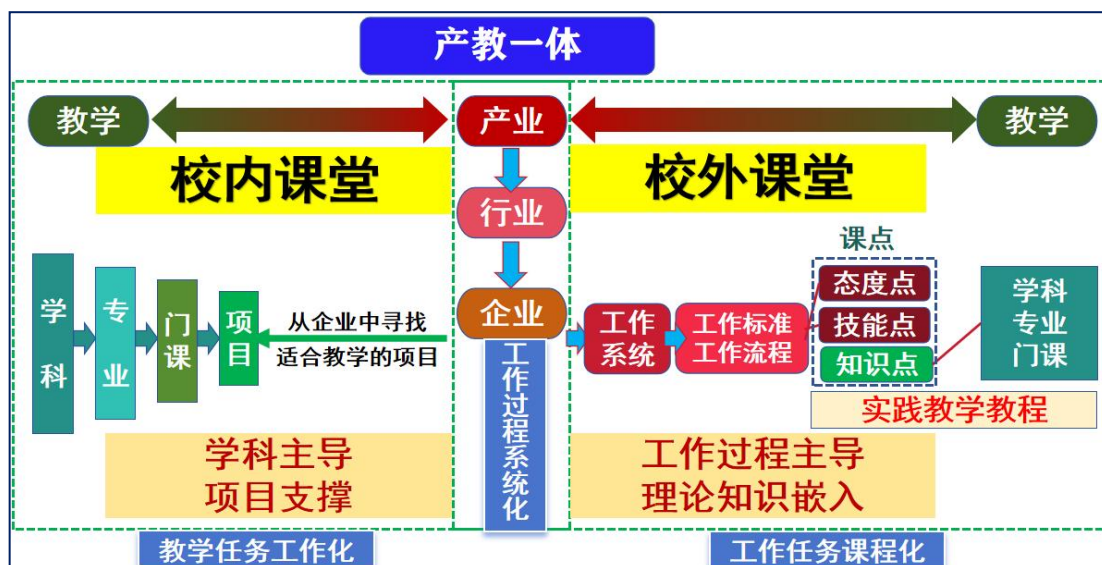 产教一体
教学
产业
教学
校内课堂
校外课堂
行业
课点
学科
专业
门课
项目
从企业中寻找
适合教学的项目
企业
工作
系统
工作标准
工作流程
态度点
技能点
知识点
学科
专业
门课
工作过程系统化
实践教学教程
学科主导
项目支撑
工作过程主导
理论知识嵌入
教学任务工作化
工作任务课程化